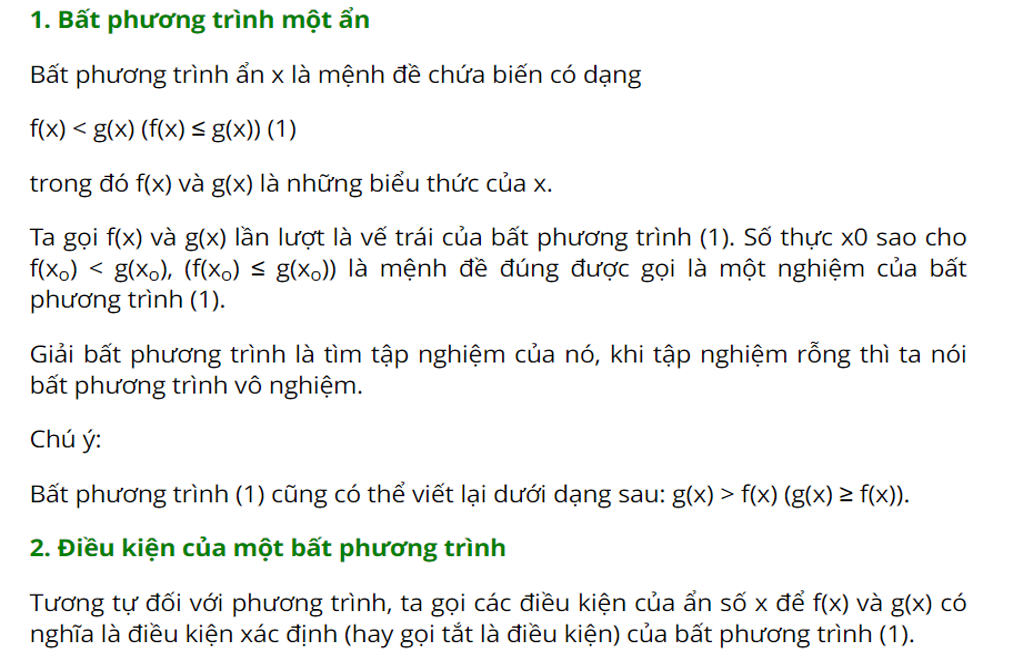 1. Bất phương trình một ẩn
Bất phương trình ẩn x là mệnh đề chứa biến có dạng
f(x) < g(x) (f(x) ≤ g(x)) (1)
trong đó f(x) và g(x) là những biểu thức của x.
Ta gọi f(x) và g(x) lần lượt là vế trái của bất phương trình (1). Số thực x0 sao cho
f(xₒ) < g(xₒ), (f(xₒ) ≤ g(xₒ)) là mệnh đề đúng được gọi là một nghiệm của bất
phương trình (1).
Giải bất phương trình là tìm tập nghiệm của nó, khi tập nghiệm rỗng thì ta nói
bất phương trình vô nghiệm.
Chú ý:
Bất phương trình (1) cũng có thể viết lại dưới dạng sau: g(x) > f(x) (g(x) ≥ f(x)).
2. Điều kiện của một bất phương trình
Tương tự đối với phương trình, ta gọi các điều kiện của ẩn số x để f(x) và g(x) có
nghĩa là điều kiện xác định (hay gọi tắt là điều kiện) của bất phương trình (1).